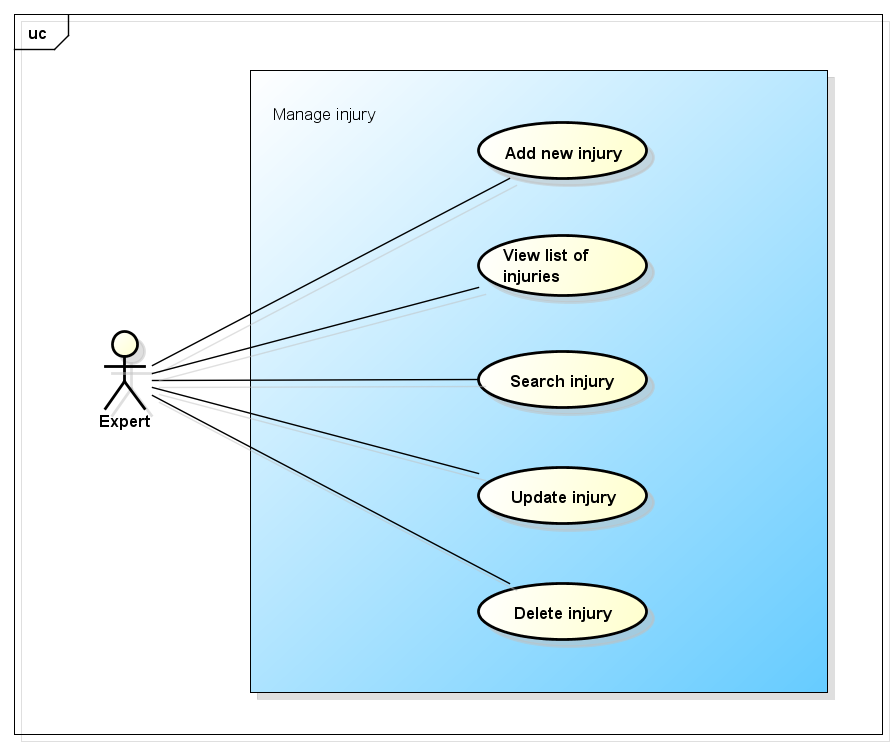 uc
Manage injury
Add new injury
View list of
injuries
Search injury
Expert
Update injury
Delete injury